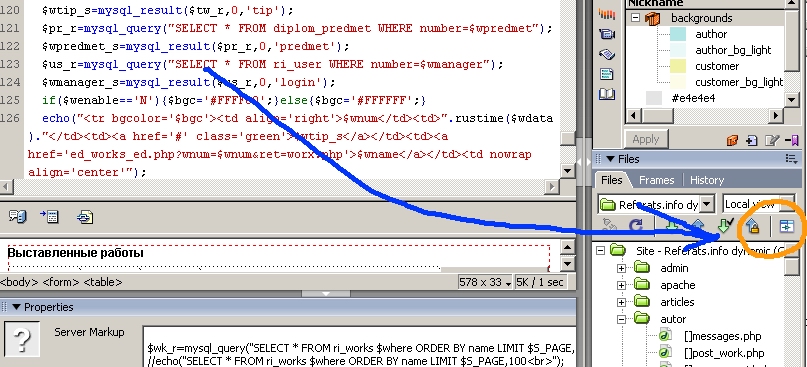 120 $wtip_s=mysql_result($tw_r,0,'tip');
121 $pr_r=mysql_query("SELECT * FROM diplom_predmet WHERE number=$wpredmet");
122 $wpredmet_s=mysql_result($pr_r,0,'predmet');
123 $us_r=mysql_query("SELECT * FROM ri_user WHERE number=$wmanager");
124 $wmanager_s=mysql_result($us_r,0,'login');
125 if($wenable=='N'){$bgc='#FFFF00';}else{$bgc='#FFFFFF';}
126 echo("<tr bgcolor='$bgc'><td align='right'>$wnum</td><td>".rustime($wdata
)."</td><td><a href='#' class='green'>$wtip_s</a></td><td><a
href='ed_works_ed.php?wnum=$wnum&ret=worx.php'>$wname</a></td><td nowrap
align='center'");
Выставленные работы
<body> <form> <table>
578 x 33
5K / 1 sec
Properties
Server Markup
$wk_r=mysql_query("SELECT * FROM ri_works $where ORDER BY name LIMIT $S_PAGE,
//echo("SELECT * FROM ri_works $where ORDER BY name LIMIT $S_PAGE,100<br>");
Nickname
backgrounds
author
author_bg_light
customer
customer_bg_light
#e4e4e4
Apply
Files
Files Frames History
Referats.info dy
Local view
Site - Referats.info dynamic (C
admin
apache
articles
autor
[]messages.php
[]post_work.php